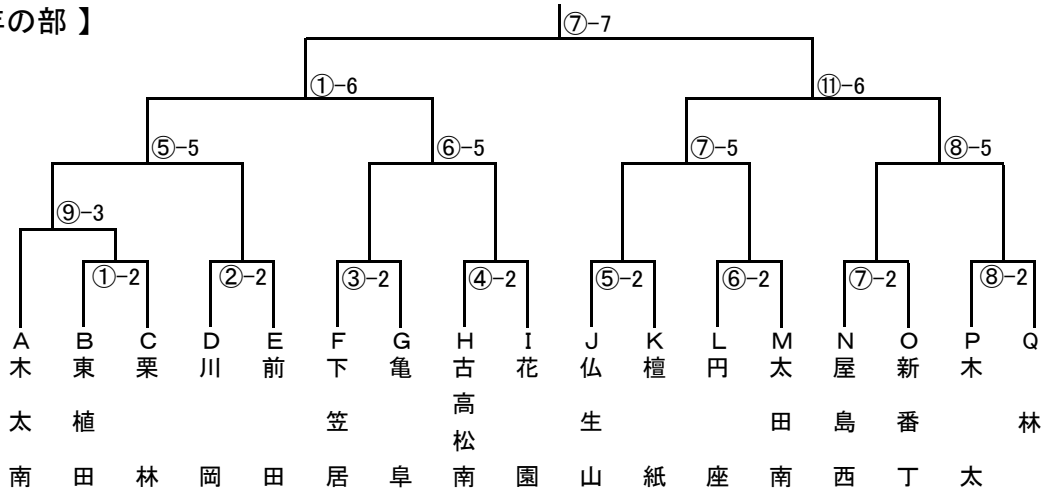 の部 】
⑦-7
①-6
⑪-6
⑤-5
⑥-5
⑦-5
⑧-5
⑨-3
①-2
②-2
③-2
④-2
⑤-2
⑥-2
⑦-2
⑧-2
A B C D E F G H I J K L M N O P Q
木太南
東植田
栗林
川岡
前田
下笠居
亀阜
古高松南
花園
仏生山
檀紙
円座
太田南
屋島西
新番丁
木太
林